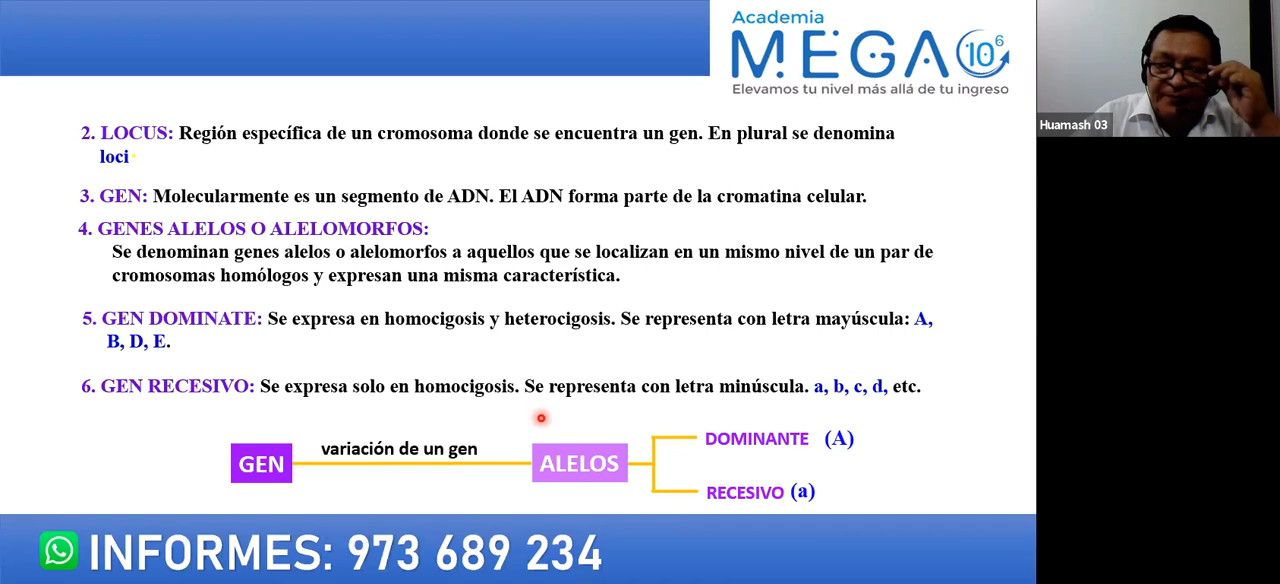 Academia
MEGA 10⁶
Elevamos tu nivel más allá de tu ingreso
Huamash 03
2. LOCUS: Región específica de un cromosoma donde se encuentra un gen. En plural se denomina
loci
3. GEN: Molecularmente es un segmento de ADN. El ADN forma parte de la cromatina celular.
4. GENES ALELOS O ALELOMORFOS:
Se denominan genes alelos o alelomorfos a aquellos que se localizan en un mismo nivel de un par de
cromosomas homólogos y expresan una misma característica.
5. GEN DOMINATE: Se expresa en homocigosis y heterocigosis. Se representa con letra mayúscula: A,
B, D, E.
6. GEN RECESIVO: Se expresa solo en homocigosis. Se representa con letra minúscula. a, b, c, d, etc.
GEN
variación de un gen
ALELOS
DOMINANTE (A)
RECESIVO (a)
INFORMES: 973 689 234